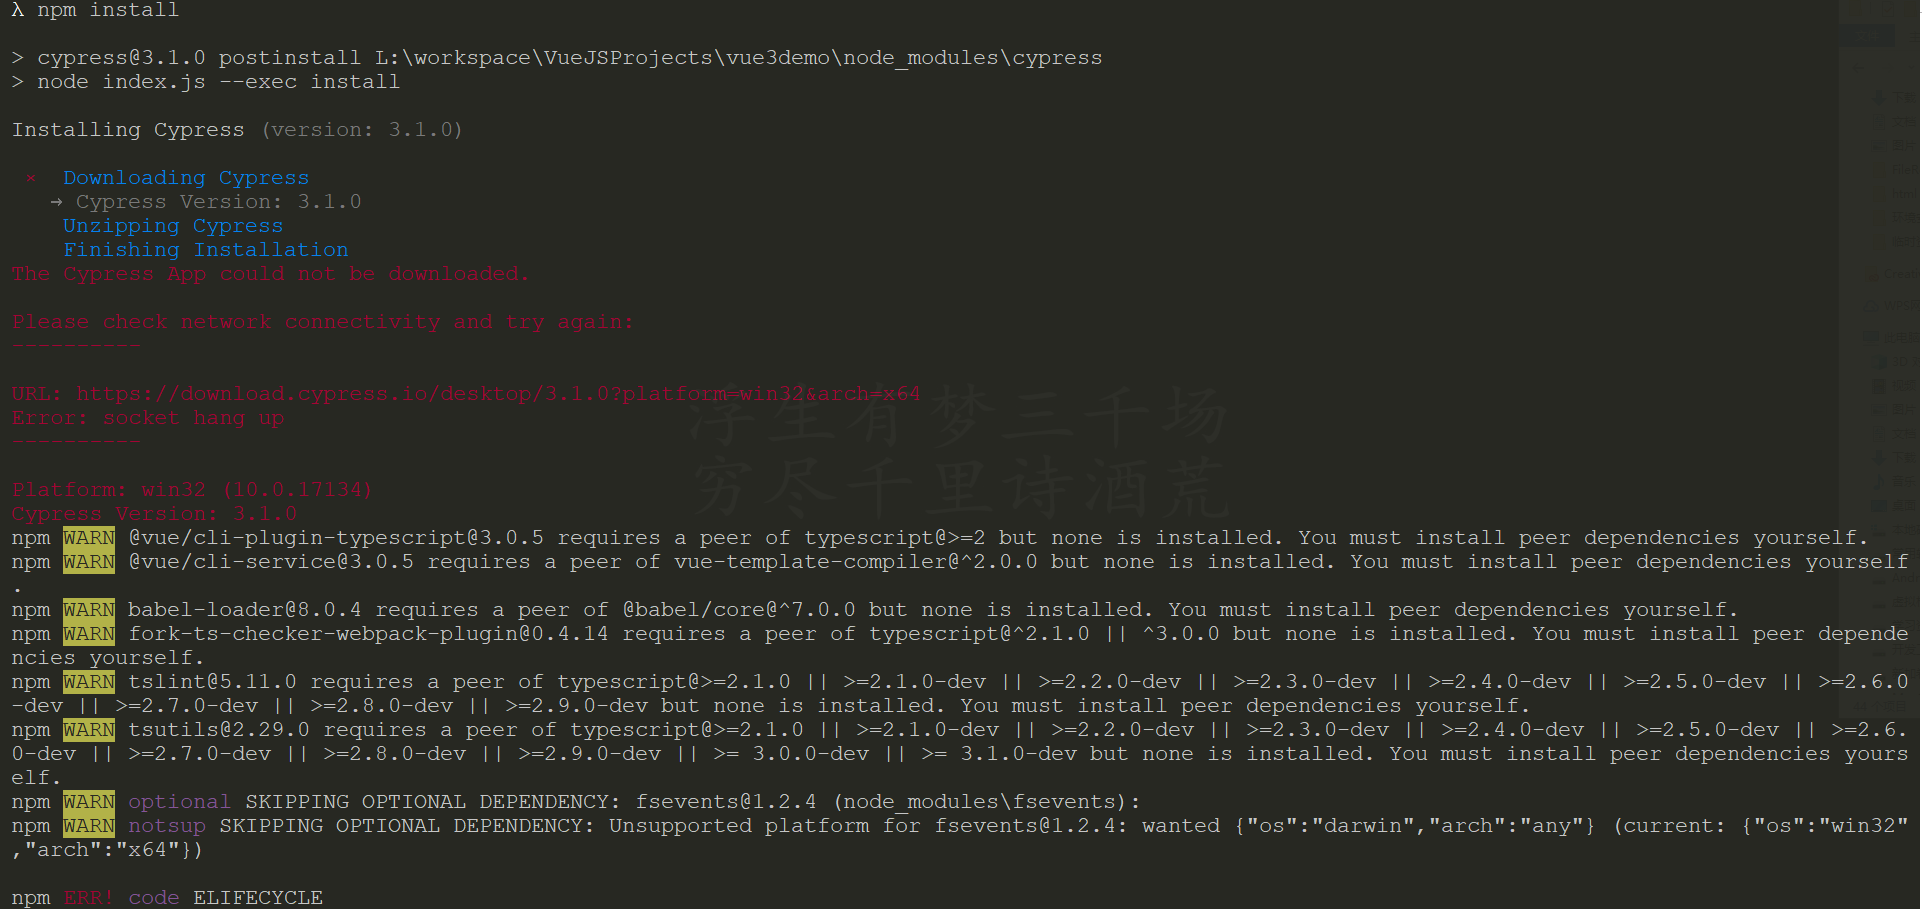 λ npm install
> cypress@3.1.0 postinstall L:\workspace\VueJSProjects\vue3demo\node_modules\cypress
> node index.js --exec install
Installing Cypress (version: 3.1.0)
× Downloading Cypress
→ Cypress Version: 3.1.0
Unzipping Cypress
Finishing Installation
The Cypress App could not be downloaded.
Please check network connectivity and try again:
----------
URL: https://download.cypress.io/desktop/3.1.0?platform=win32&arch=x64
Error: socket hang up
----------
浮生有梦三千场
穷尽千里诗酒荒
Platform: win32 (10.0.17134)
Cypress Version: 3.1.0
npm WARN @vue/cli-plugin-typescript@3.0.5 requires a peer of typescript@>=2 but none is installed. You must install peer dependencies yourself.
npm WARN @vue/cli-service@3.0.5 requires a peer of vue-template-compiler@^2.0.0 but none is installed. You must install peer dependencies yourself
.
npm WARN babel-loader@8.0.4 requires a peer of @babel/core@^7.0.0 but none is installed. You must install peer dependencies yourself.
npm WARN fork-ts-checker-webpack-plugin@0.4.14 requires a peer of typescript@^2.1.0 || ^3.0.0 but none is installed. You must install peer depende
ncies yourself.
npm WARN tslint@5.11.0 requires a peer of typescript@>=2.1.0 || >=2.1.0-dev || >=2.2.0-dev || >=2.3.0-dev || >=2.4.0-dev || >=2.5.0-dev || >=2.6.0
-dev || >=2.7.0-dev || >=2.8.0-dev || >=2.9.0-dev but none is installed. You must install peer dependencies yourself.
npm WARN tsutils@2.29.0 requires a peer of typescript@>=2.1.0 || >=2.1.0-dev || >=2.2.0-dev || >=2.3.0-dev || >=2.4.0-dev || >=2.5.0-dev || >=2.6.
0-dev || >=2.7.0-dev || >=2.8.0-dev || >=2.9.0-dev || >= 3.0.0-dev || >= 3.1.0-dev but none is installed. You must install peer dependencies yours
elf.
npm WARN optional SKIPPING OPTIONAL DEPENDENCY: fsevents@1.2.4 (node_modules\fsevents):
npm WARN notsup SKIPPING OPTIONAL DEPENDENCY: Unsupported platform for fsevents@1.2.4: wanted {"os":"darwin","arch":"any"} (current: {"os":"win32"
,"arch":"x64"})
npm ERR! code ELIFECYCLE